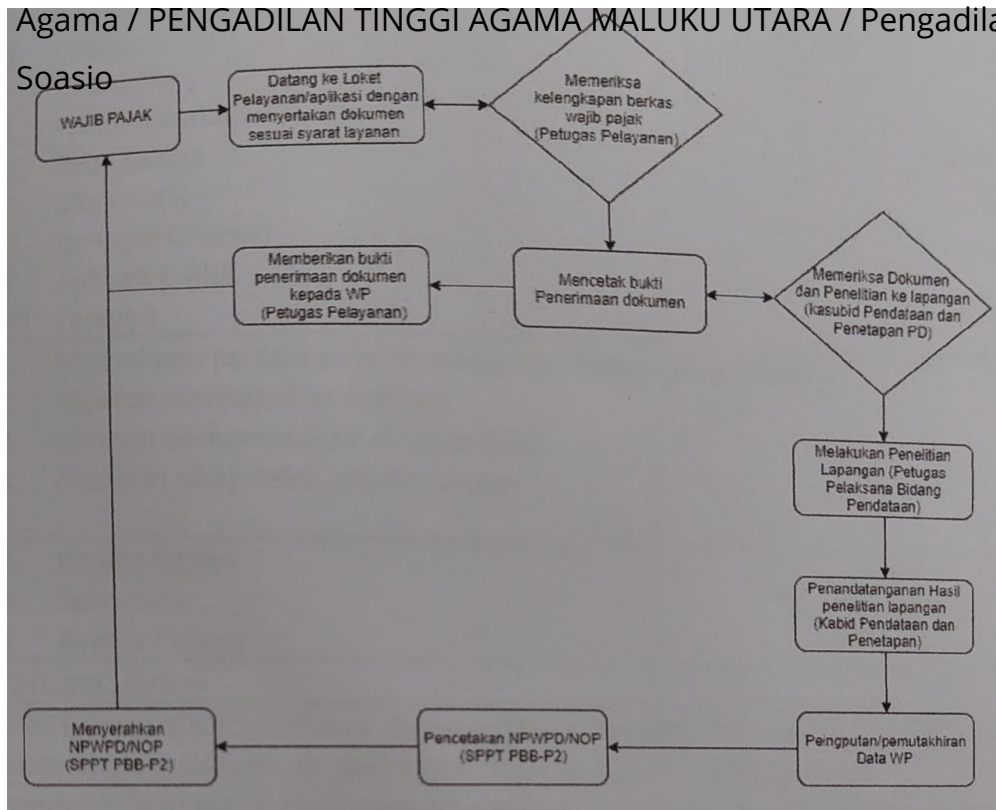 Agama / PENGADILAN TINGGI AGAMA MALUKU UTARA / Pengadila
Soasio
WAJIB PAJAK
Datang ke Loket
Pelayanan/aplikasi dengan
menyertakan dokumen
sesuai syarat layanan
Memeriksa
kelengkapan berkas
wajib pajak
(Petugas Pelayanan)
Memberikan bukti
penerimaan dokumen
kepada WP
(Petugas Pelayanan)
Mencetak bukti
Penerimaan dokumen
Memeriksa Dokumen
dan Penelitian ke lapangan
(kasubid Pendataan dan
Penetapan PD)
Melakukan Penelitian
Lapangan (Petugas
Pelaksana Bidang
Pendataan)
Penandatanganan Hasil
penelitian lapangan
(Kabid Pendataan dan
Penetapan)
Peingputan/pemutakhiran
Data WP
Pencetakan NPWPD/NOP
(SPPT PBB-P2)
Menyerahkan
NPWPD/NOP
(SPPT PBB-P2)